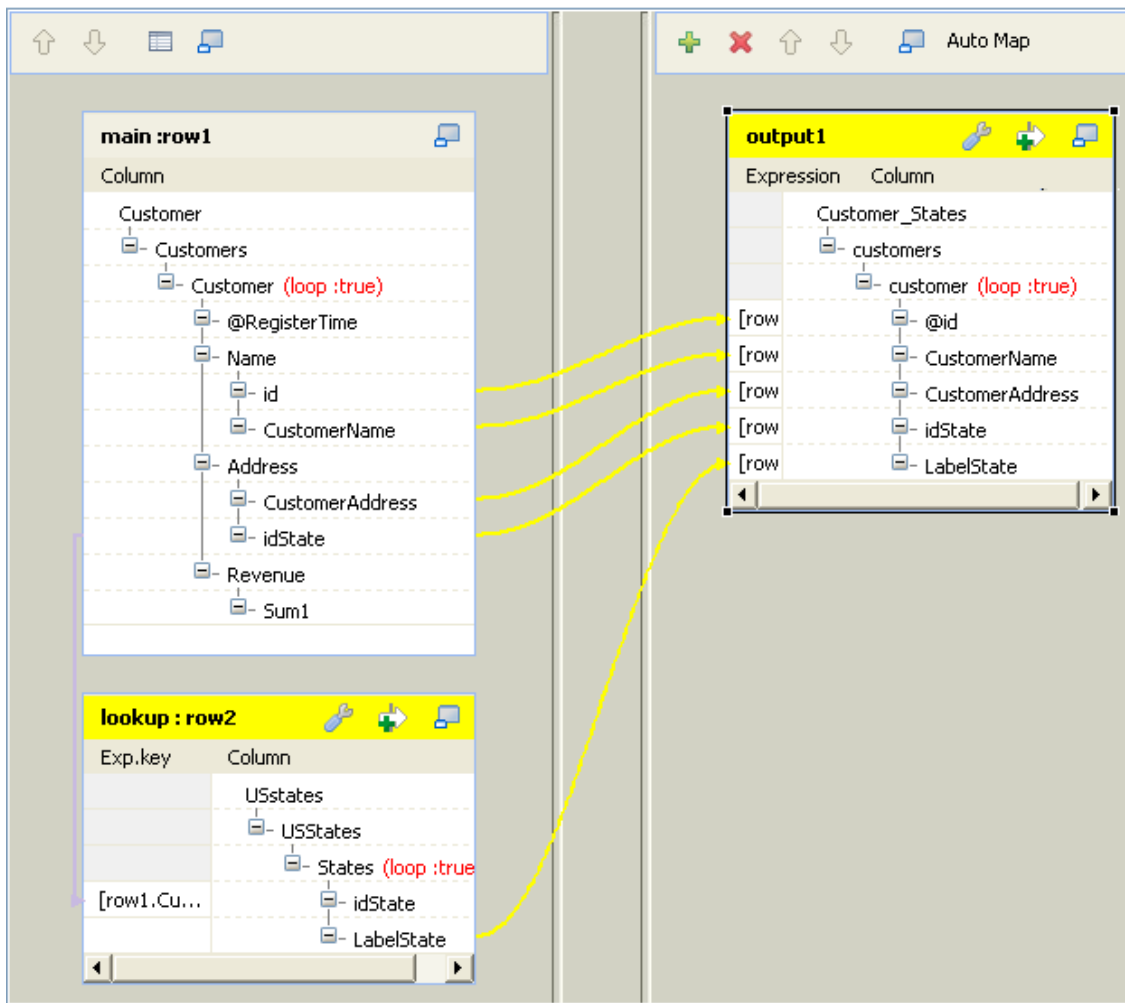 Auto Map
main :row1
Column
Customer
Customers
Customer (loop :true)
@RegisterTime
Name
id
CustomerName
Address
CustomerAddress
idState
Revenue
Sum1
lookup : row2
Exp.key Column
USstates
USStates
States (loop :true
[row1.Cu... idState
LabelState
output1
Expression Column
Customer_States
customers
customer (loop :true)
[row @id
[row CustomerName
[row CustomerAddress
[row idState
[row LabelState